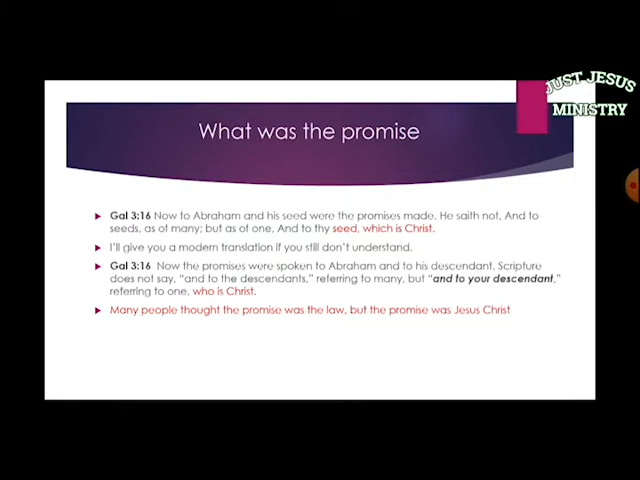 JUST JESUS
MINISTRY
What was the promise
Gal 3:16 Now to Abraham and his seed were the promises made. He saith not, And to
seeds, as of many; but as of one, And to thy seed, which is Christ.
I'll give you a modern translation if you still don't understand.
Gal 3:16 Now the promises were spoken to Abraham and to his descendant. Scripture
does not say, "and to the descendants," referring to many, but "and to your descendant,"
referring to one, who is Christ.
Many people thought the promise was the law, but the promise was Jesus Christ